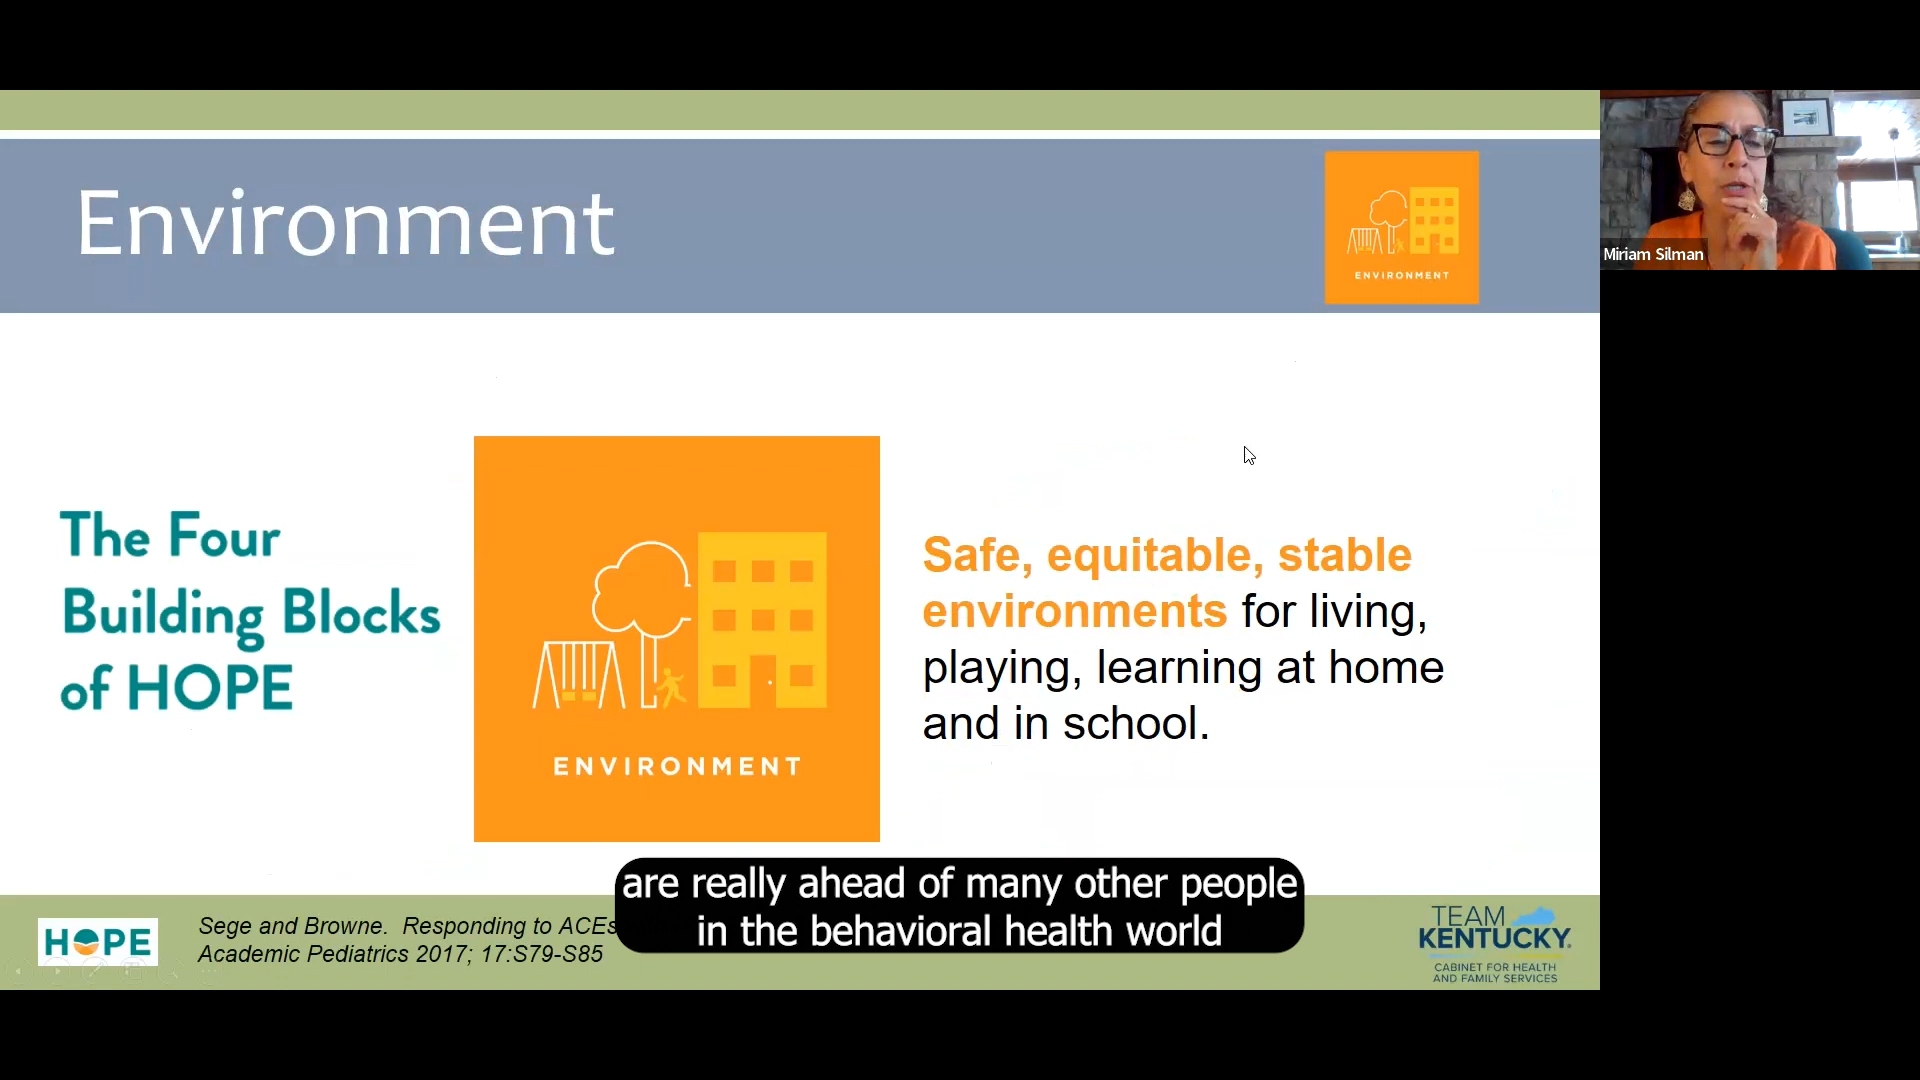 Environment
ENVIRONMENT
Miriam Silman
The Four
Building Blocks
of HOPE
ENVIRONMENT
Safe, equitable, stable
environments for living,
playing, learning at home
and in school.
are really ahead of many other people
in the behavioral health world
HOPE
Sege and Browne. Responding to ACEs
Academic Pediatrics 2017; 17:S79-S85
TEAM
KENTUCKY.
CABINET FOR HEALTH
AND FAMILY SERVICES